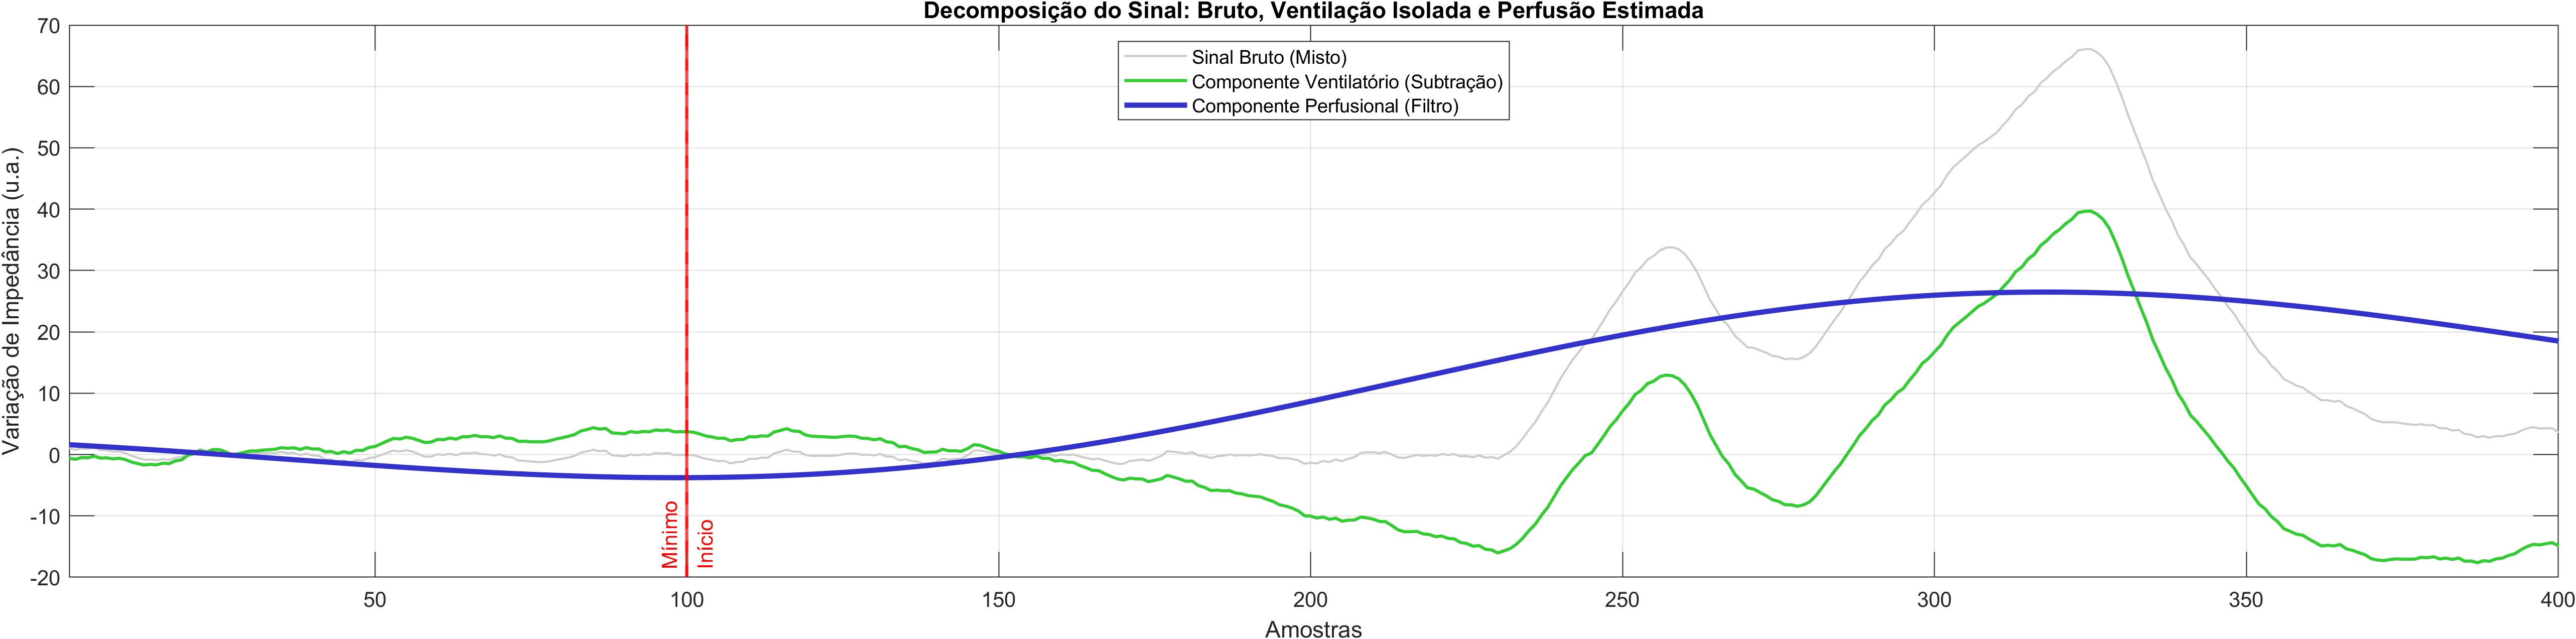 Decomposição do Sinal: Bruto, Ventilação Isolada e Perfusão Estimada
Variação de Impedância (u.a.)
70
60
50
40
30
20
10
0
-10
-20
Sinal Bruto (Misto)
Componente Ventilatório (Subtração)
Componente Perfusional (Filtro)
Mínimo
Início
50 100 150 200 250 300 350 400
Amostras